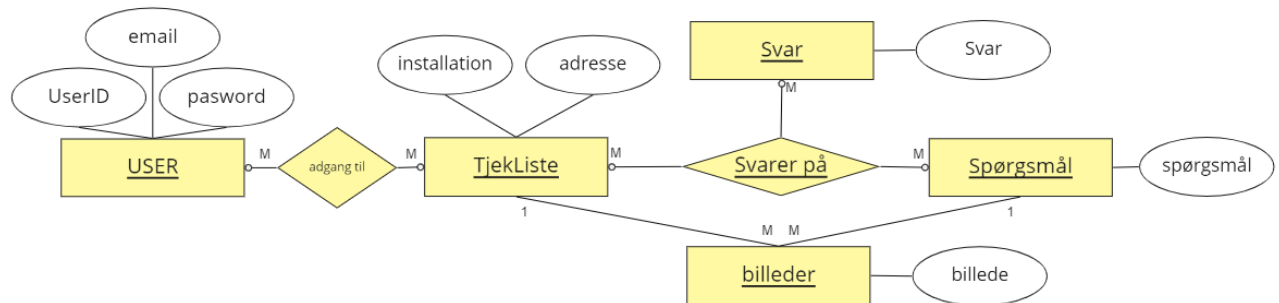 email
Svar
Svar
installation
adresse
UserID
pasword
M
USER
M
adgang til
M
TjekListe
M
Svarer på
M
Spørgsmål
spørgsmål
1
1
M
M
billeder
billede